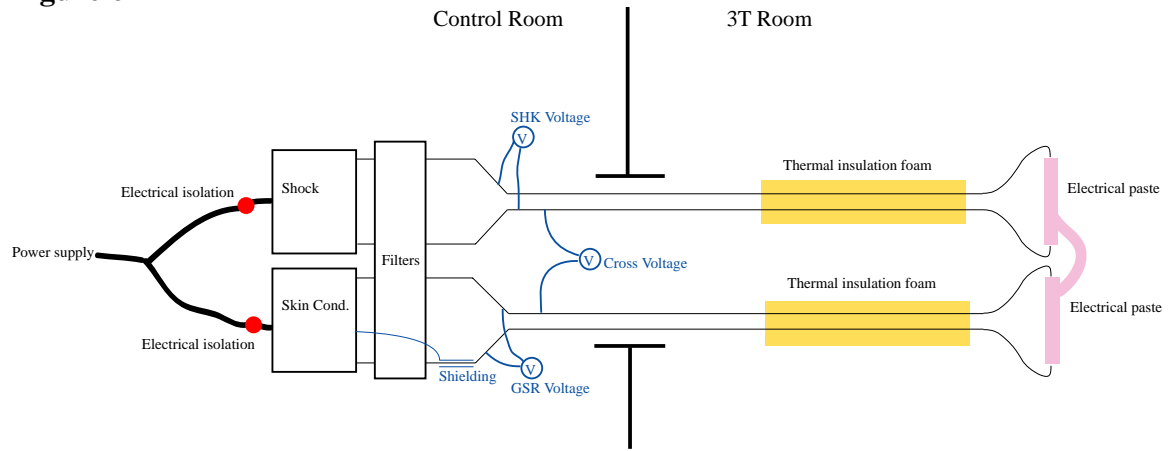 Control Room
3T Room
SHK Voltage
V
Thermal insulation foam
Shock
Electrical isolation
Electrical paste
Power supply
Filters
V
Cross Voltage
Thermal insulation foam
Skin Cond.
Electrical paste
Electrical isolation
Shielding
V
GSR Voltage